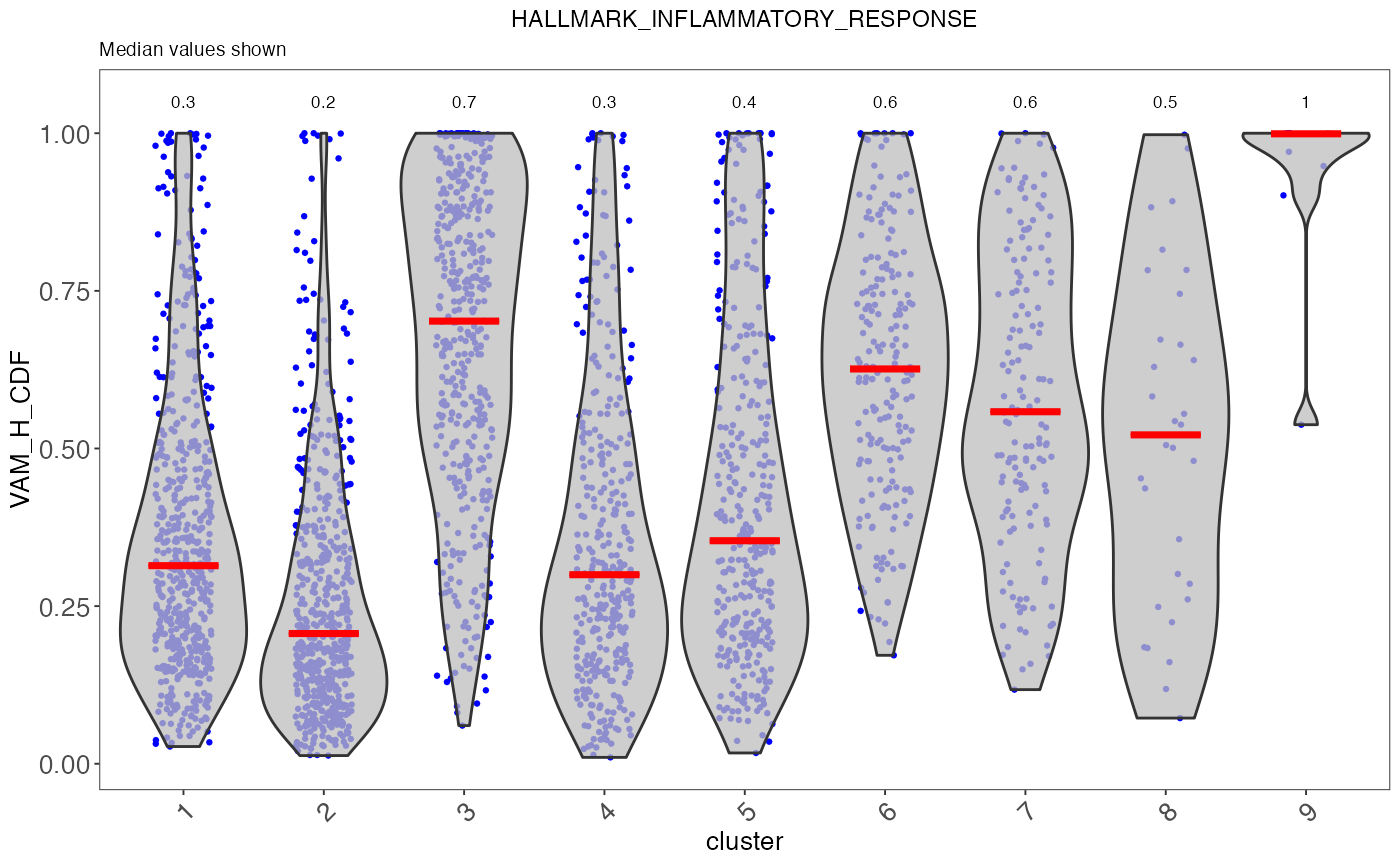 HALLMARK_INFLAMMATORY_RESPONSE
Median values shown
0.3 0.2 0.7 0.3 0.4 0.6 0.6 0.5 1
1.00
0.75
0.50
0.25
0.00
VAM_H_CDF
1 2 3 4 5 6 7 8 9
cluster